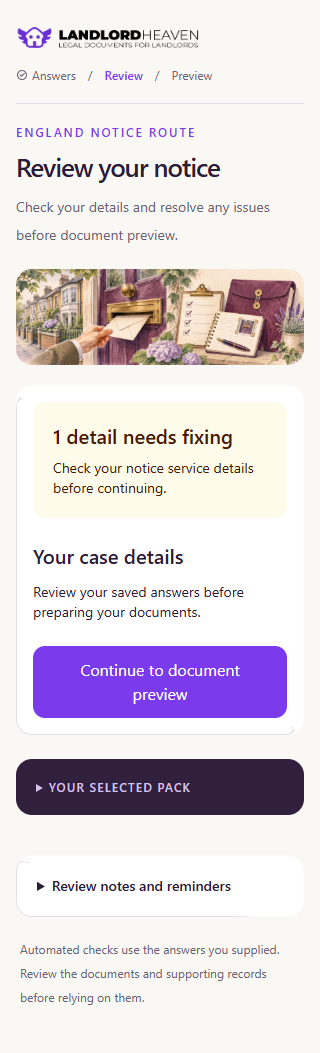 LANDLORDHEAVEN
LEGAL DOCUMENTS FOR LANDLORDS
Answers / Review / Preview
ENGLAND NOTICE ROUTE
Review your notice
Check your details and resolve any issues
before document preview.
1 detail needs fixing
Check your notice service details
before continuing.
Your case details
Review your saved answers before
preparing your documents.
Continue to document
preview
YOUR SELECTED PACK
Review notes and reminders
Automated checks use the answers you supplied.
Review the documents and supporting records
before relying on them.